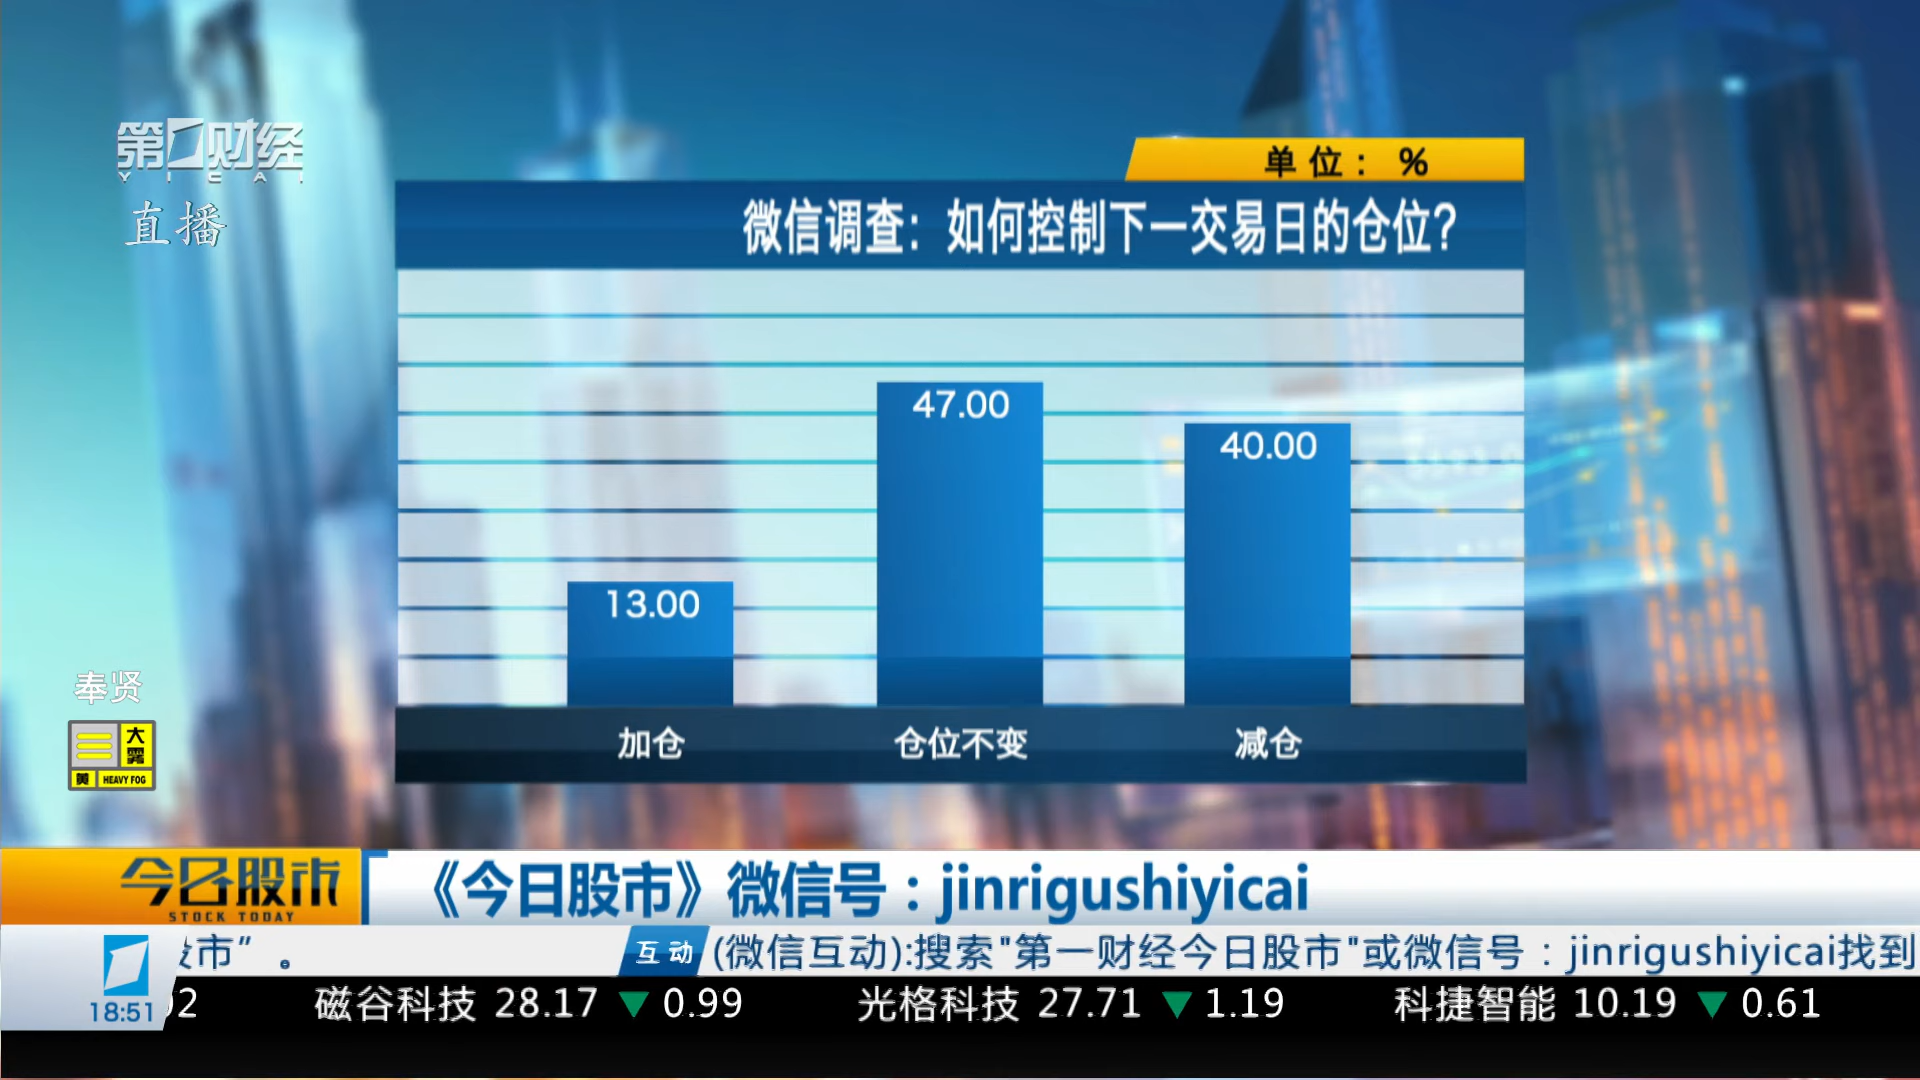 第一财经
YICAI
直播
单位：%
微信调查：如何控制下一交易日的仓位？
47.00
40.00
13.00
加仓 仓位不变 减仓
奉贤
大雾
黄 HEAVY FOG
今日股市
STOCK TODAY
《今日股市》微信号：jinrigushiyicai
股市”。 互动 (微信互动):搜索"第一财经今日股市"或微信号：jinrigushiyicai找到
18:51
02 磁谷科技 28.17 ▼ 0.99 光格科技 27.71 ▼ 1.19 科捷智能 10.19 ▼ 0.61